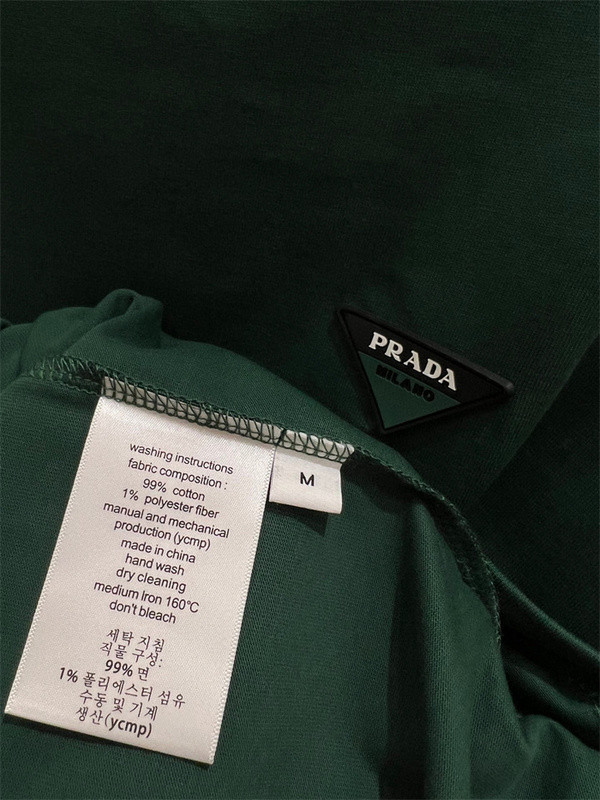 PRADA
MILANO
washing instructions
fabric composition :
99% cotton
1% polyester fiber
manual and mechanical
production (ycmp)
made in china
hand wash
dry cleaning
medium Iron 160℃
don't bleach
세탁 지침
직물 구성:
99% 면
1% 폴리에스터 섬유
수동 및 기계
생산(ycmp)
M